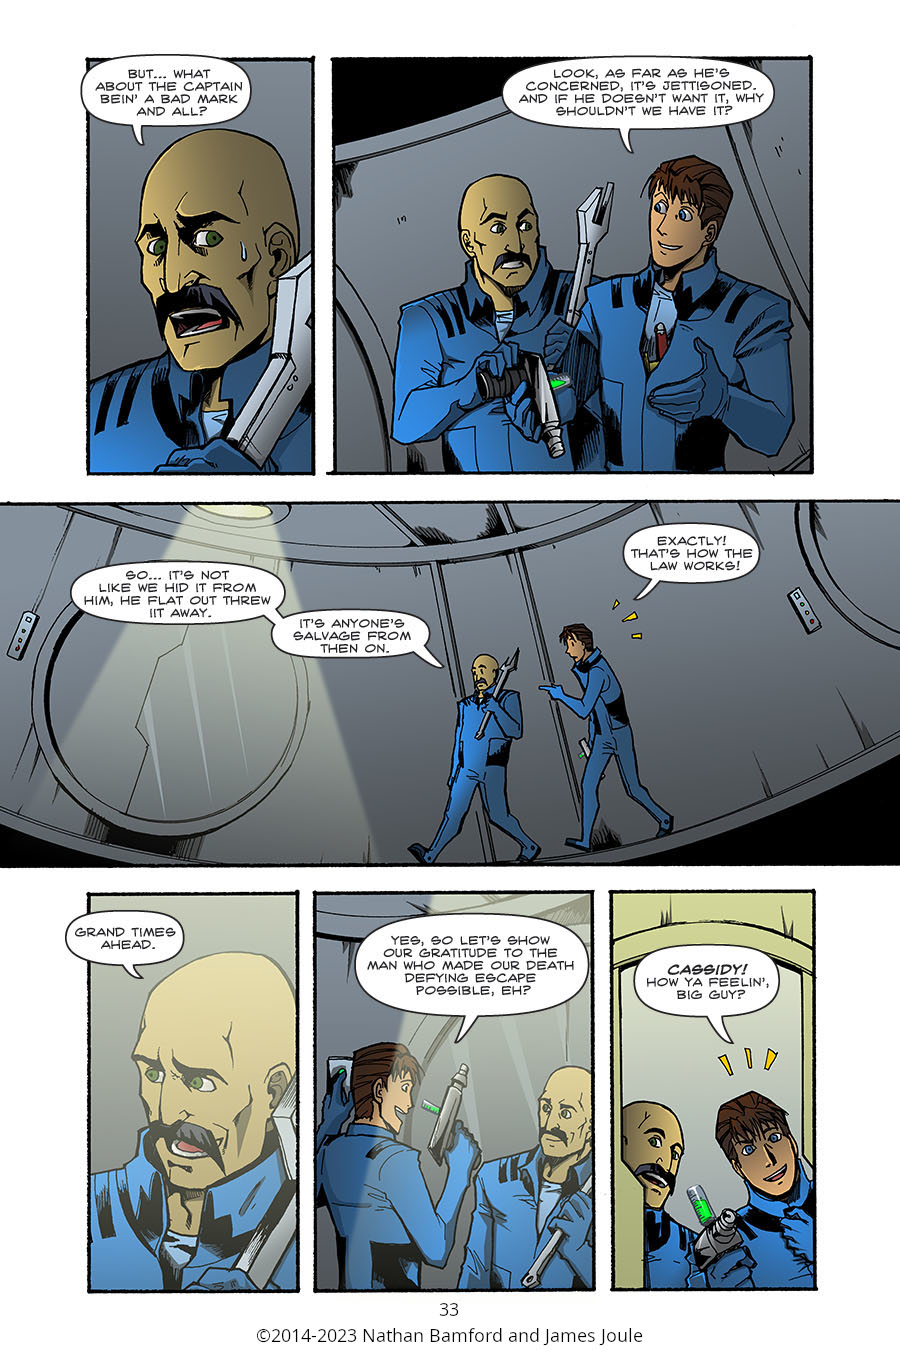 BUT... WHAT
ABOUT THE CAPTAIN
BEIN' A BAD MARK
AND ALL?
LOOK, AS FAR AS HE'S
CONCERNED, IT'S JETTISONED.
AND IF HE DOESN'T WANT IT, WHY
SHOULDN'T WE HAVE IT?
SO... IT'S NOT
LIKE WE HID IT FROM
HIM, HE FLAT OUT THREW
IIT AWAY.
IT'S ANYONE'S
SALVAGE FROM
THEN ON.
EXACTLY!
THAT'S HOW THE
LAW WORKS!
GRAND TIMES
AHEAD.
YES, SO LET'S SHOW
OUR GRATITUDE TO THE
MAN WHO MADE OUR DEATH
DEFYING ESCAPE
POSSIBLE, EH?
CASSIDY!
HOW YA FEELIN',
BIG GUY?
33
©2014-2023 Nathan Bamford and James Joule